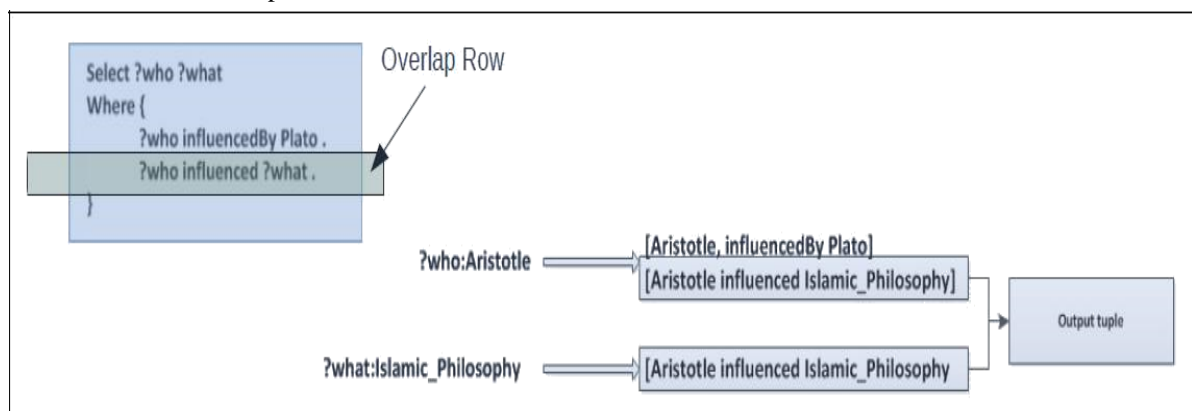 Select ?who ?what
Where {
?who influencedBy Plato .
?who influenced ?what .
}
Overlap Row
?who:Aristotle
[Aristotle, influencedBy Plato]
[Aristotle influenced Islamic_Philosophy]
?what:Islamic_Philosophy
[Aristotle influenced Islamic_Philosophy
Output tuple